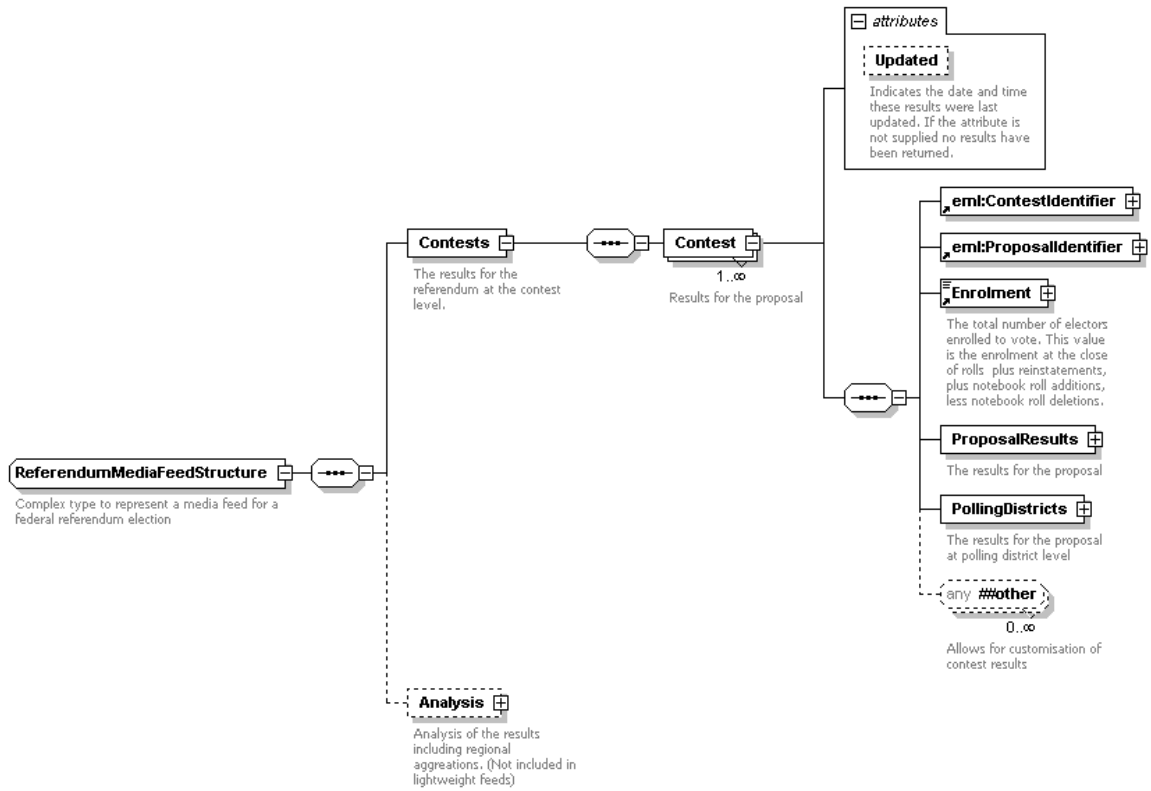 attributes
Updated
Indicates the date and time
these results were last
updated. If the attribute is
not supplied no results have
been returned.
eml:ContestIdentifier
eml:ProposalIdentifier
Contests
The results for the
referendum at the contest
level.
Contest
1..∞
Results for the proposal
Enrolment
The total number of electors
enrolled to vote. This value
is the enrolment at the close
of rolls plus reinstatements,
plus notebook roll additions,
less notebook roll deletions.
ProposalResults
The results for the proposal
ReferendumMediaFeedStructure
Complex type to represent a media feed for a
federal referendum election
PollingDistricts
The results for the proposal
at polling district level
any ##other
0..∞
Allows for customisation of
contest results
Analysis
Analysis of the results
including regional
aggreations. (Not included in
lightweight feeds)